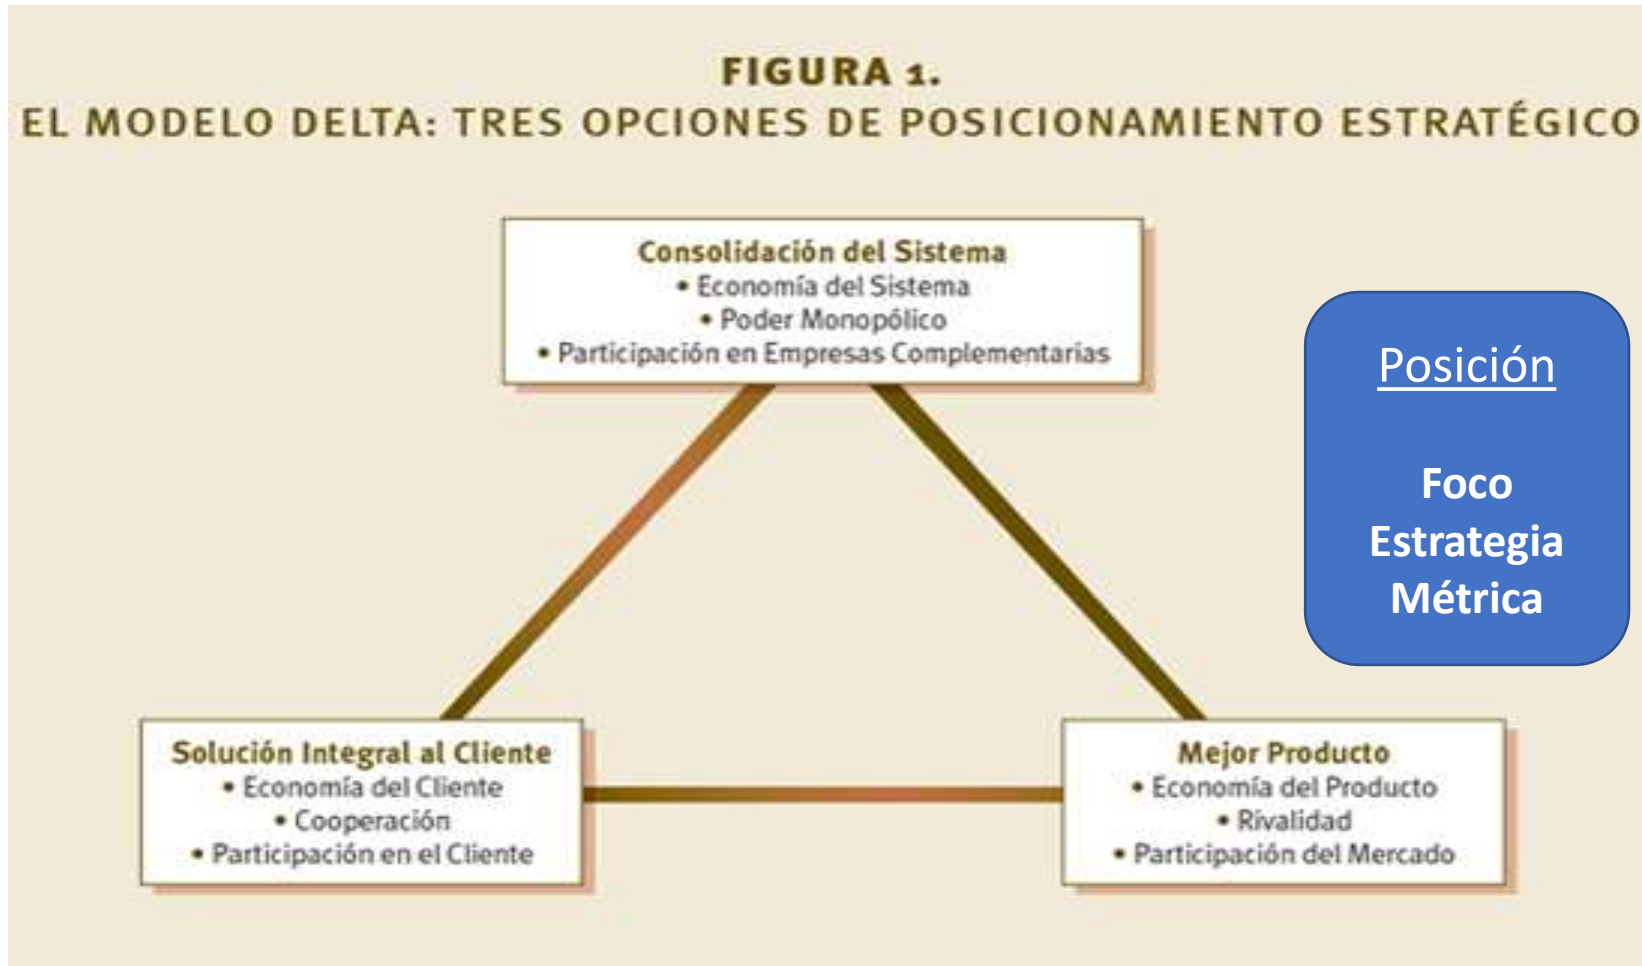 FIGURA 1.
EL MODELO DELTA: TRES OPCIONES DE POSICIONAMIENTO ESTRATÉGICO
Consolidación del Sistema
• Economía del Sistema
• Poder Monopólico
• Participación en Empresas Complementarias
Posición
Foco
Estrategia
Métrica
Solución Integral al Cliente
• Economía del Cliente
• Cooperación
• Participación en el Cliente
Mejor Producto
• Economía del Producto
• Rivalidad
• Participación del Mercado